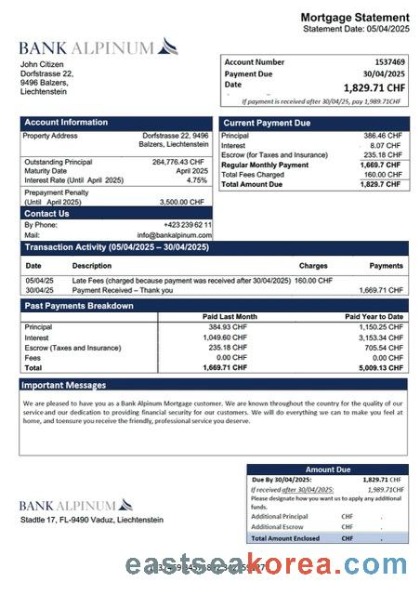 Mortgage Statement
Statement Date: 05/04/2025
BANK ALPINUM
John Citizen
Dorfstrasse 22,
9496 Balzers,
Liechtenstein
Account Number 1537469
Payment Due 30/04/2025
Date 1,829.71 CHF
If payment is received after 30/04/25, pay 1,989.71CHF
Account Information
Property Address Dorfstrasse 22, 9496
Balzers, Liechtenstein
Outstanding Principal 264,776.43 CHF
Maturity Date April 2025
Interest Rate (Until April 2025) 4.75%
Prepayment Penalty
(Until April 2025) 3,500.00 CHF
Contact Us
By Phone: +423 239 62 11
Mail: info@bankalpinum.com
Current Payment Due
Principal 386.46 CHF
Interest 8.07 CHF
Escrow (for Taxes and Insurance) 235.18 CHF
Regular Monthly Payment 1,669.7 CHF
Total Fees Charged 160.00 CHF
Total Amount Due 1,829.7 CHF
Transaction Activity (05/04/2025 – 30/04/2025)
Date Description Charges Payments
05/04/25 Late Fees (charged because payment was received after 30/04/2025) 160.00 CHF
30/04/25 Payment Received – Thank you 1,669.71 CHF
Past Payments Breakdown
Paid Last Month Paid Year to Date
Principal 384.93 CHF 1,150.25 CHF
Interest 1,049.60 CHF 3,153.34 CHF
Escrow (Taxes and Insurance) 235.18 CHF 705.54 CHF
Fees 0.00 CHF 0.00 CHF
Total 1,669.71 CHF 5,009.13 CHF
Important Messages
We are pleased to have you as a Bank Alpinum Mortgage customer. We are known throughout the country for the quality of our
service and our dedication to providing financial security for our customers. We will do everything we can to make you feel at
home, and toensure you receive the friendly, professional service you deserve.
Amount Due
Due By 30/04/2025: 1,829.71 CHF
If received after 30/04/2025: 1,989.71CHF
Please designate how you want us to apply any additional
funds.
Additional Principal CHF .
Additional Escrow CHF .
Total Amount Enclosed CHF .
BANK ALPINUM
Stadtle 17, FL-9490 Vaduz, Liechtenstein
eastseakorea.com